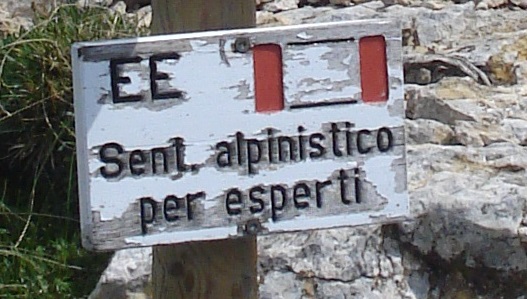 EE
Sent. alpinistico
per esperti